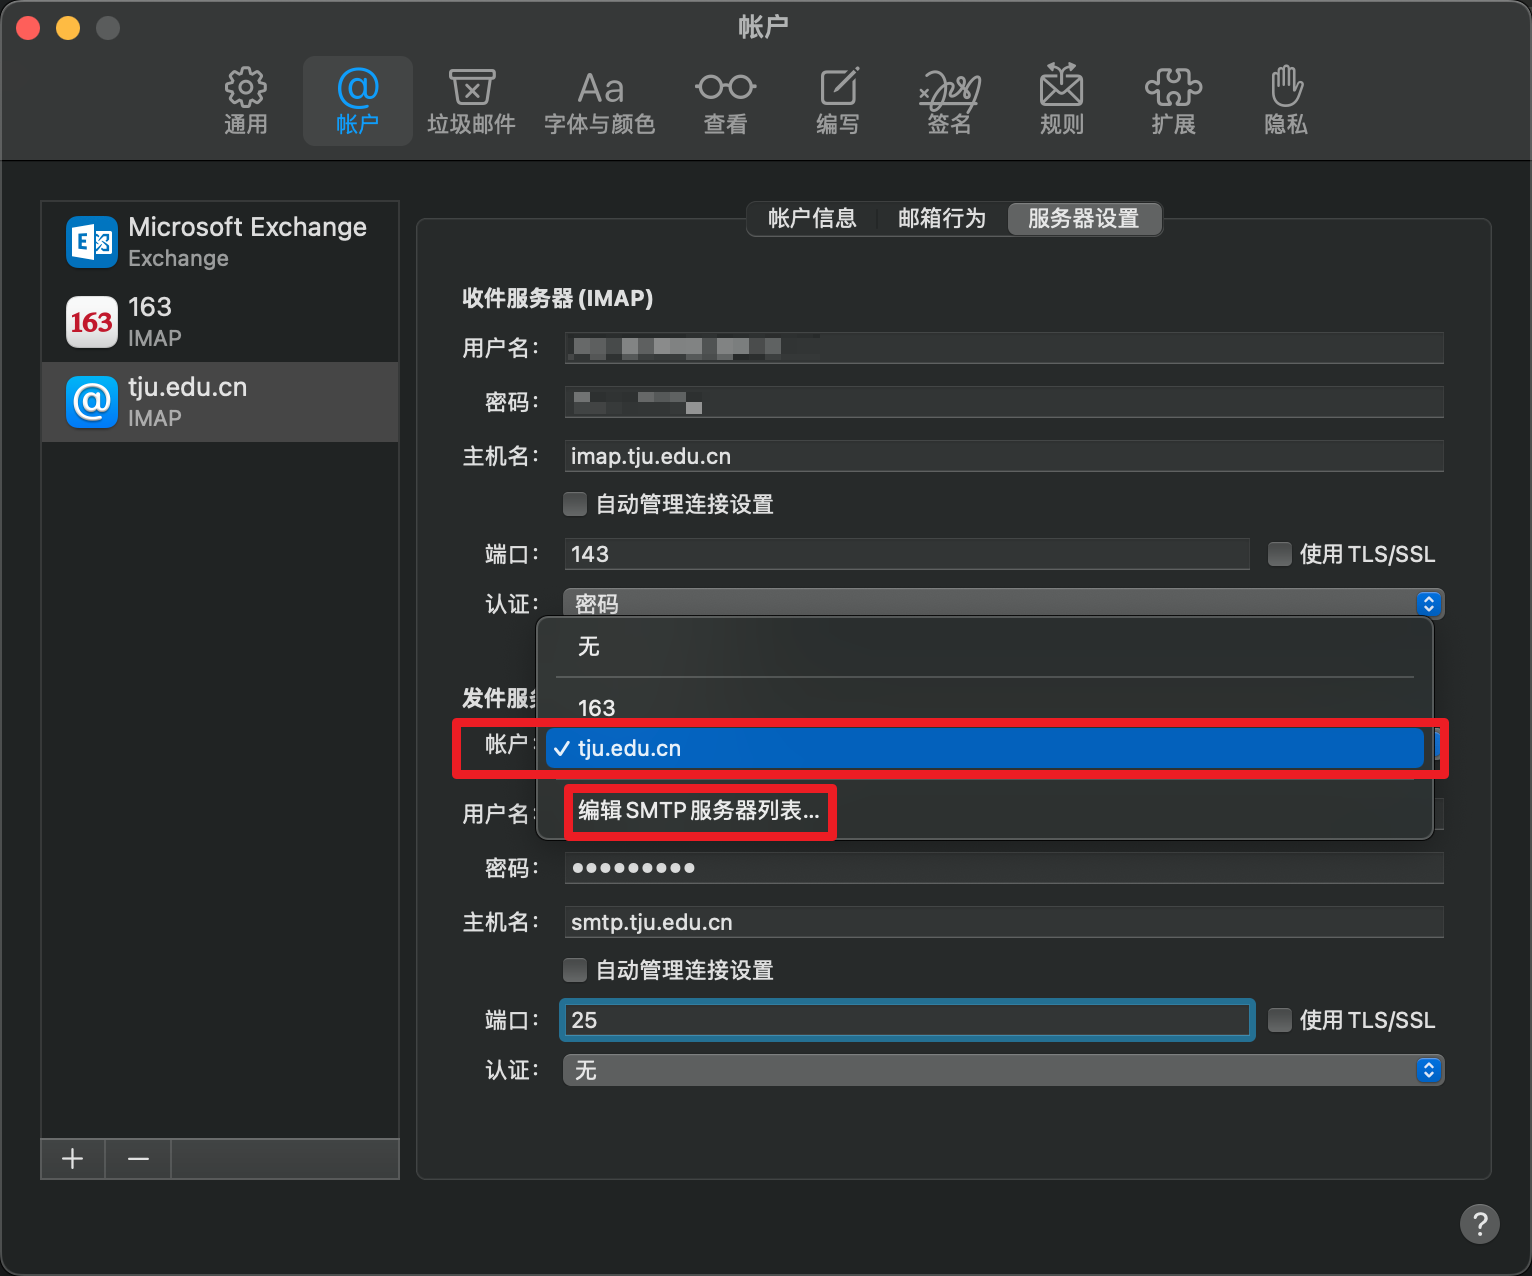 帐户
通用
帐户
垃圾邮件
Aa
字体与颜色
查看
编写
签名
规则
扩展
隐私
E
Microsoft Exchange
Exchange
163
163
IMAP
@
tju.edu.cn
IMAP
帐户信息
邮箱行为
服务器设置
收件服务器 (IMAP)
用户名：
密码：
主机名： imap.tju.edu.cn
自动管理连接设置
端口： 143 使用 TLS/SSL
认证： 密码
无
发件服
163
帐户： ✓ tju.edu.cn
用户名： 编辑 SMTP 服务器列表...
密码： ●●●●●●●●●
主机名： smtp.tju.edu.cn
自动管理连接设置
端口： 25 使用 TLS/SSL
认证： 无
+ −
?